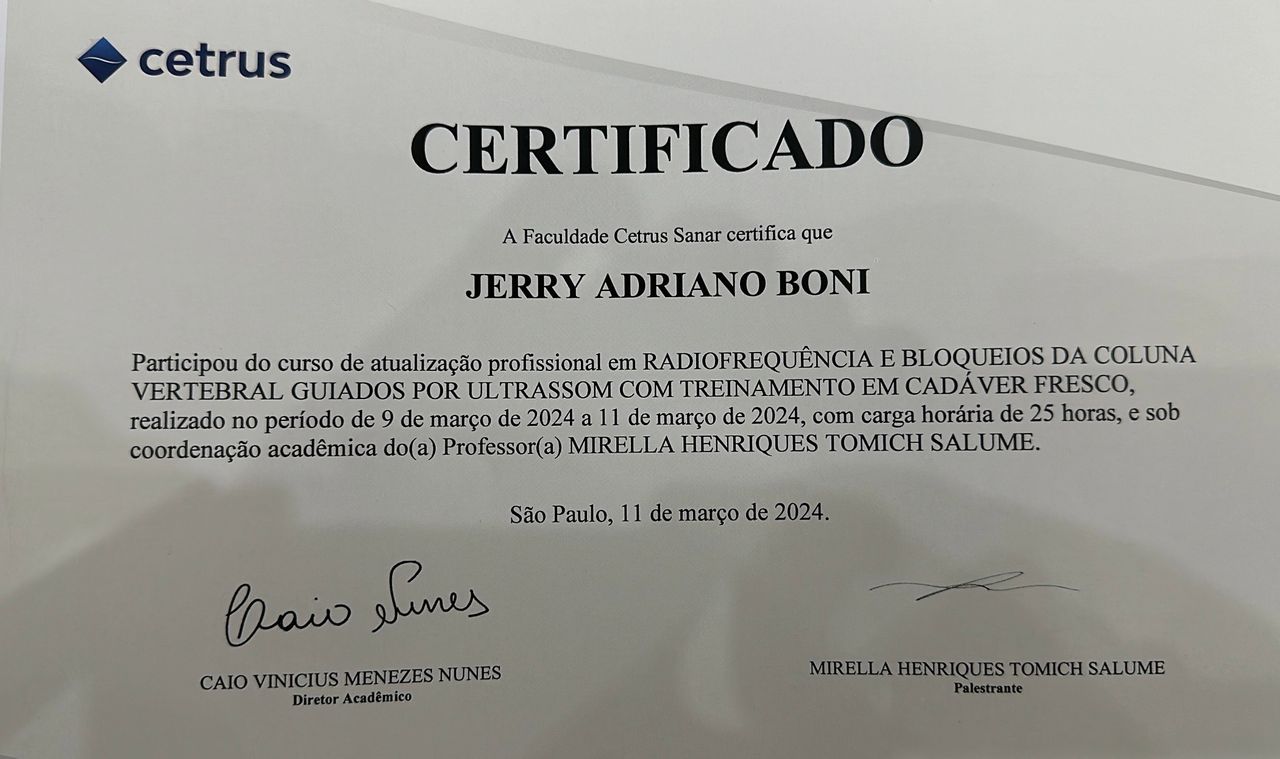 cetrus
CERTIFICADO
A Faculdade Cetrus Sanar certifica que
JERRY ADRIANO BONI
Participou do curso de atualização profissional em RADIOFREQUÊNCIA E BLOQUEIOS DA COLUNA
VERTEBRAL GUIADOS POR ULTRASSOM COM TREINAMENTO EM CADÁVER FRESCO,
realizado no período de 9 de março de 2024 a 11 de março de 2024, com carga horária de 25 horas, e sob
coordenação acadêmica do(a) Professor(a) MIRELLA HENRIQUES TOMICH SALUME.
São Paulo, 11 de março de 2024.
Caio Nunes
CAIO VINICIUS MENEZES NUNES
Diretor Acadêmico
MIRELLA HENRIQUES TOMICH SALUME
Palestrante